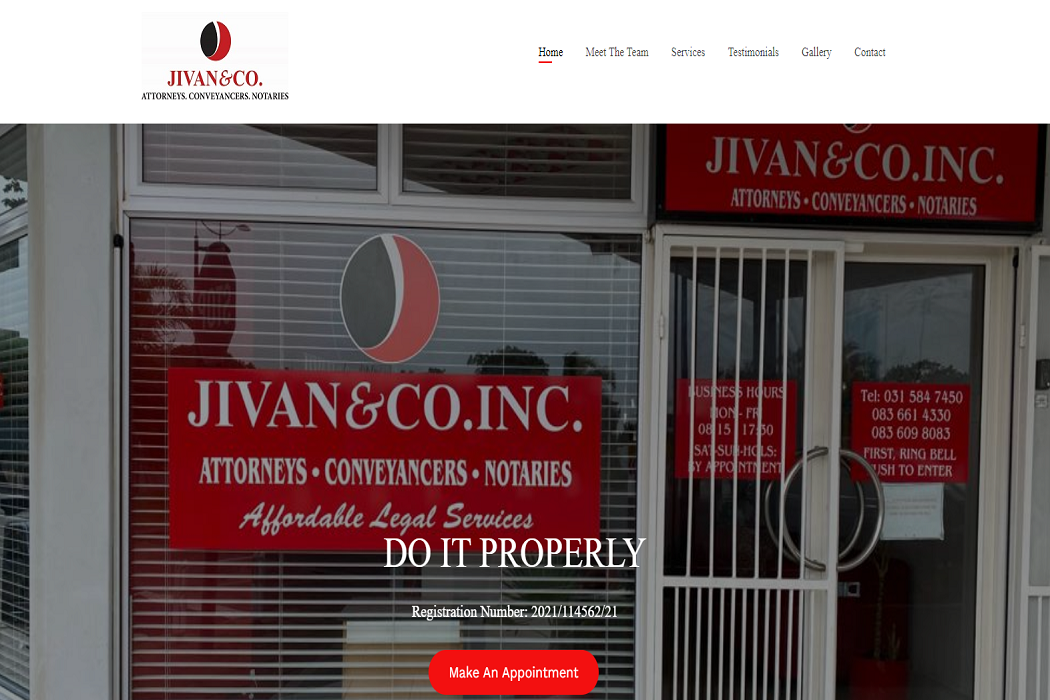 JIVAN&CO.
ATTORNEYS. CONVEYANCERS. NOTARIES
Home
Meet The Team
Services
Testimonials
Gallery
Contact
JIVAN&CO.INC.
ATTORNEYS • CONVEYANCERS • NOTARIES
JIVAN&CO.INC.
ATTORNEYS • CONVEYANCERS • NOTARIES
Affordable Legal Services
BUSINESS HOURS
MON - FRI
08:15 - 17:30
SAT-SUN-HOLS:
BY APPOINTMENT
Tel: 031 584 7450
083 661 4330
083 609 8083
FIRST, RING BELL
PUSH TO ENTER
DO IT PROPERLY
Registration Number: 2021/114562/21
Make An Appointment